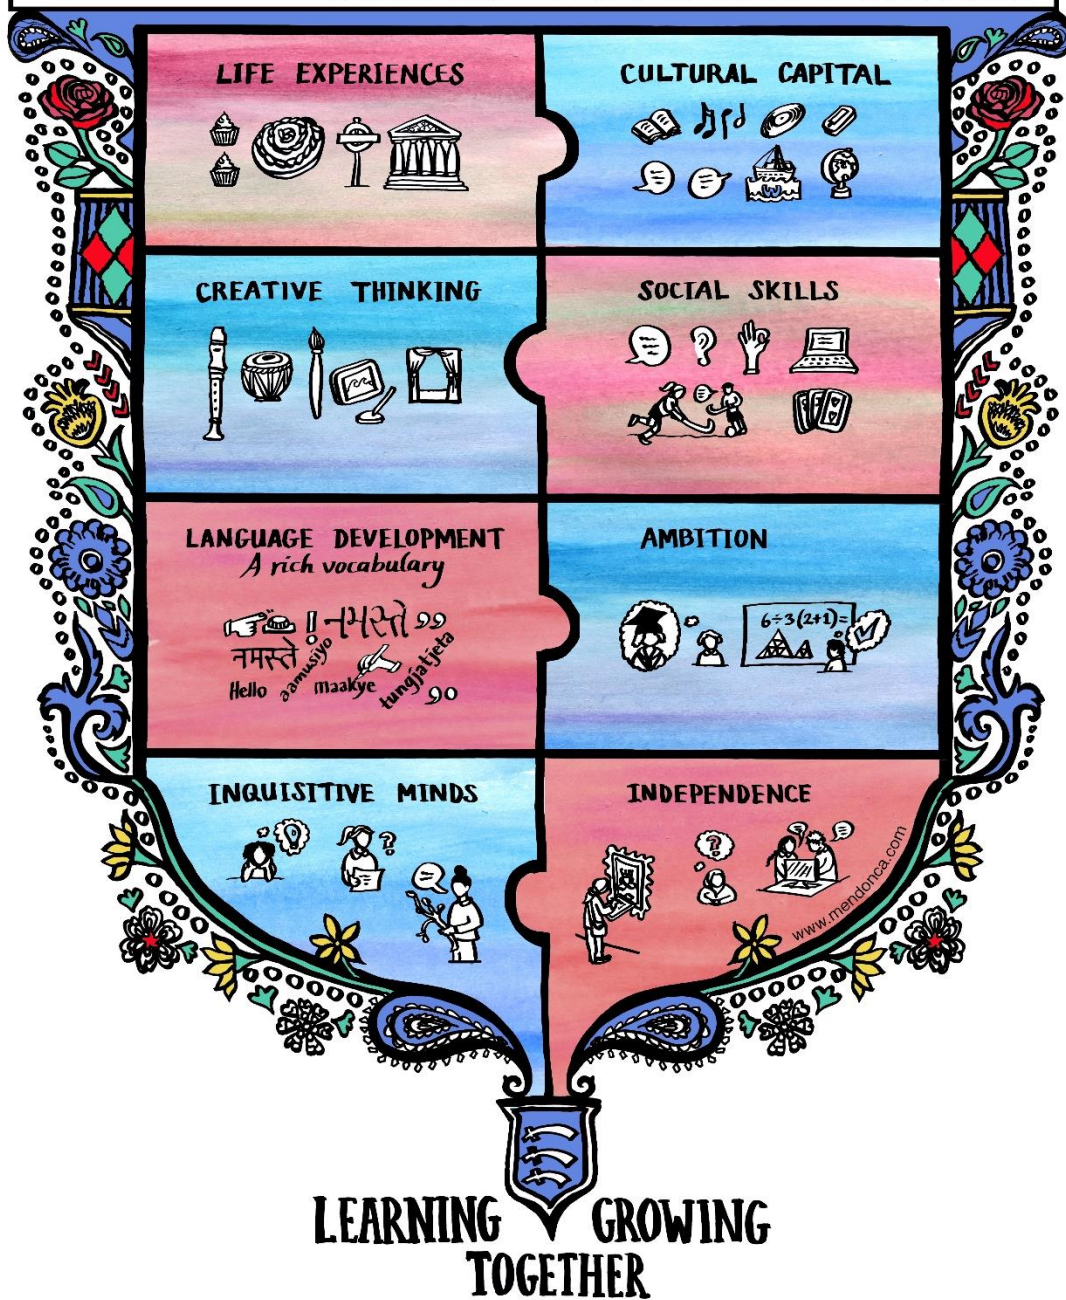 LIFE EXPERIENCES
CULTURAL CAPITAL
CREATIVE THINKING
SOCIAL SKILLS
LANGUAGE DEVELOPMENT
A rich vocabulary
! नमस्ते ,,
नमस्ते
Hello aamusiyo maakye tungjatjeta
AMBITION
6÷3(2+1)=
INQUISITIVE MINDS
?
INDEPENDENCE
?
www.mendonca.com
LEARNING GROWING
TOGETHER